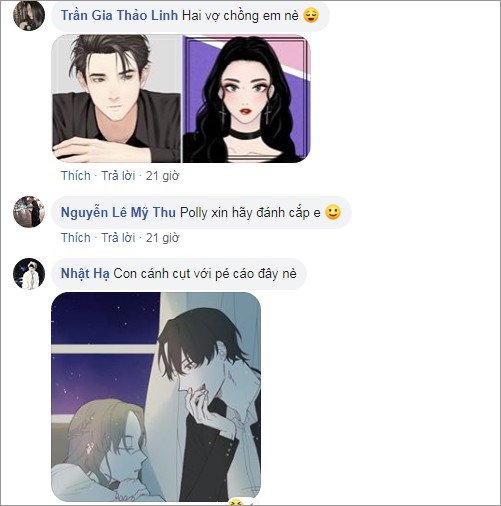 Trần Gia Thảo Linh Hai vợ chồng em nè
Thích · Trả lời · 21 giờ
Nguyễn Lê Mỹ Thu Polly xin hãy đánh cắp e
Thích · Trả lời · 21 giờ
Nhật Hạ Con cánh cụt với pé cáo đây nè